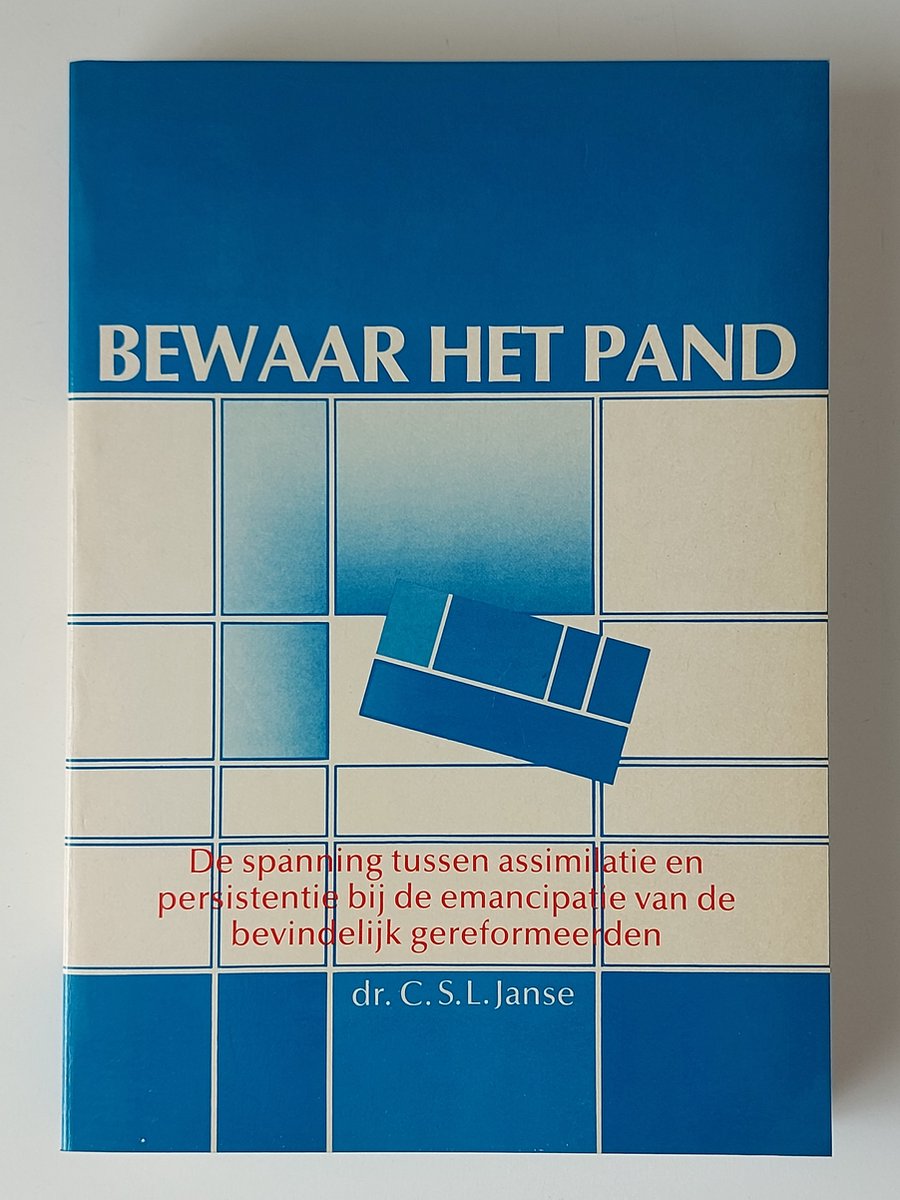 BEWAAR HET PAND
De spanning tussen assimilatie en
persistentie bij de emancipatie van de
bevindelijk gereformeerden
dr. C.S.L. Janse